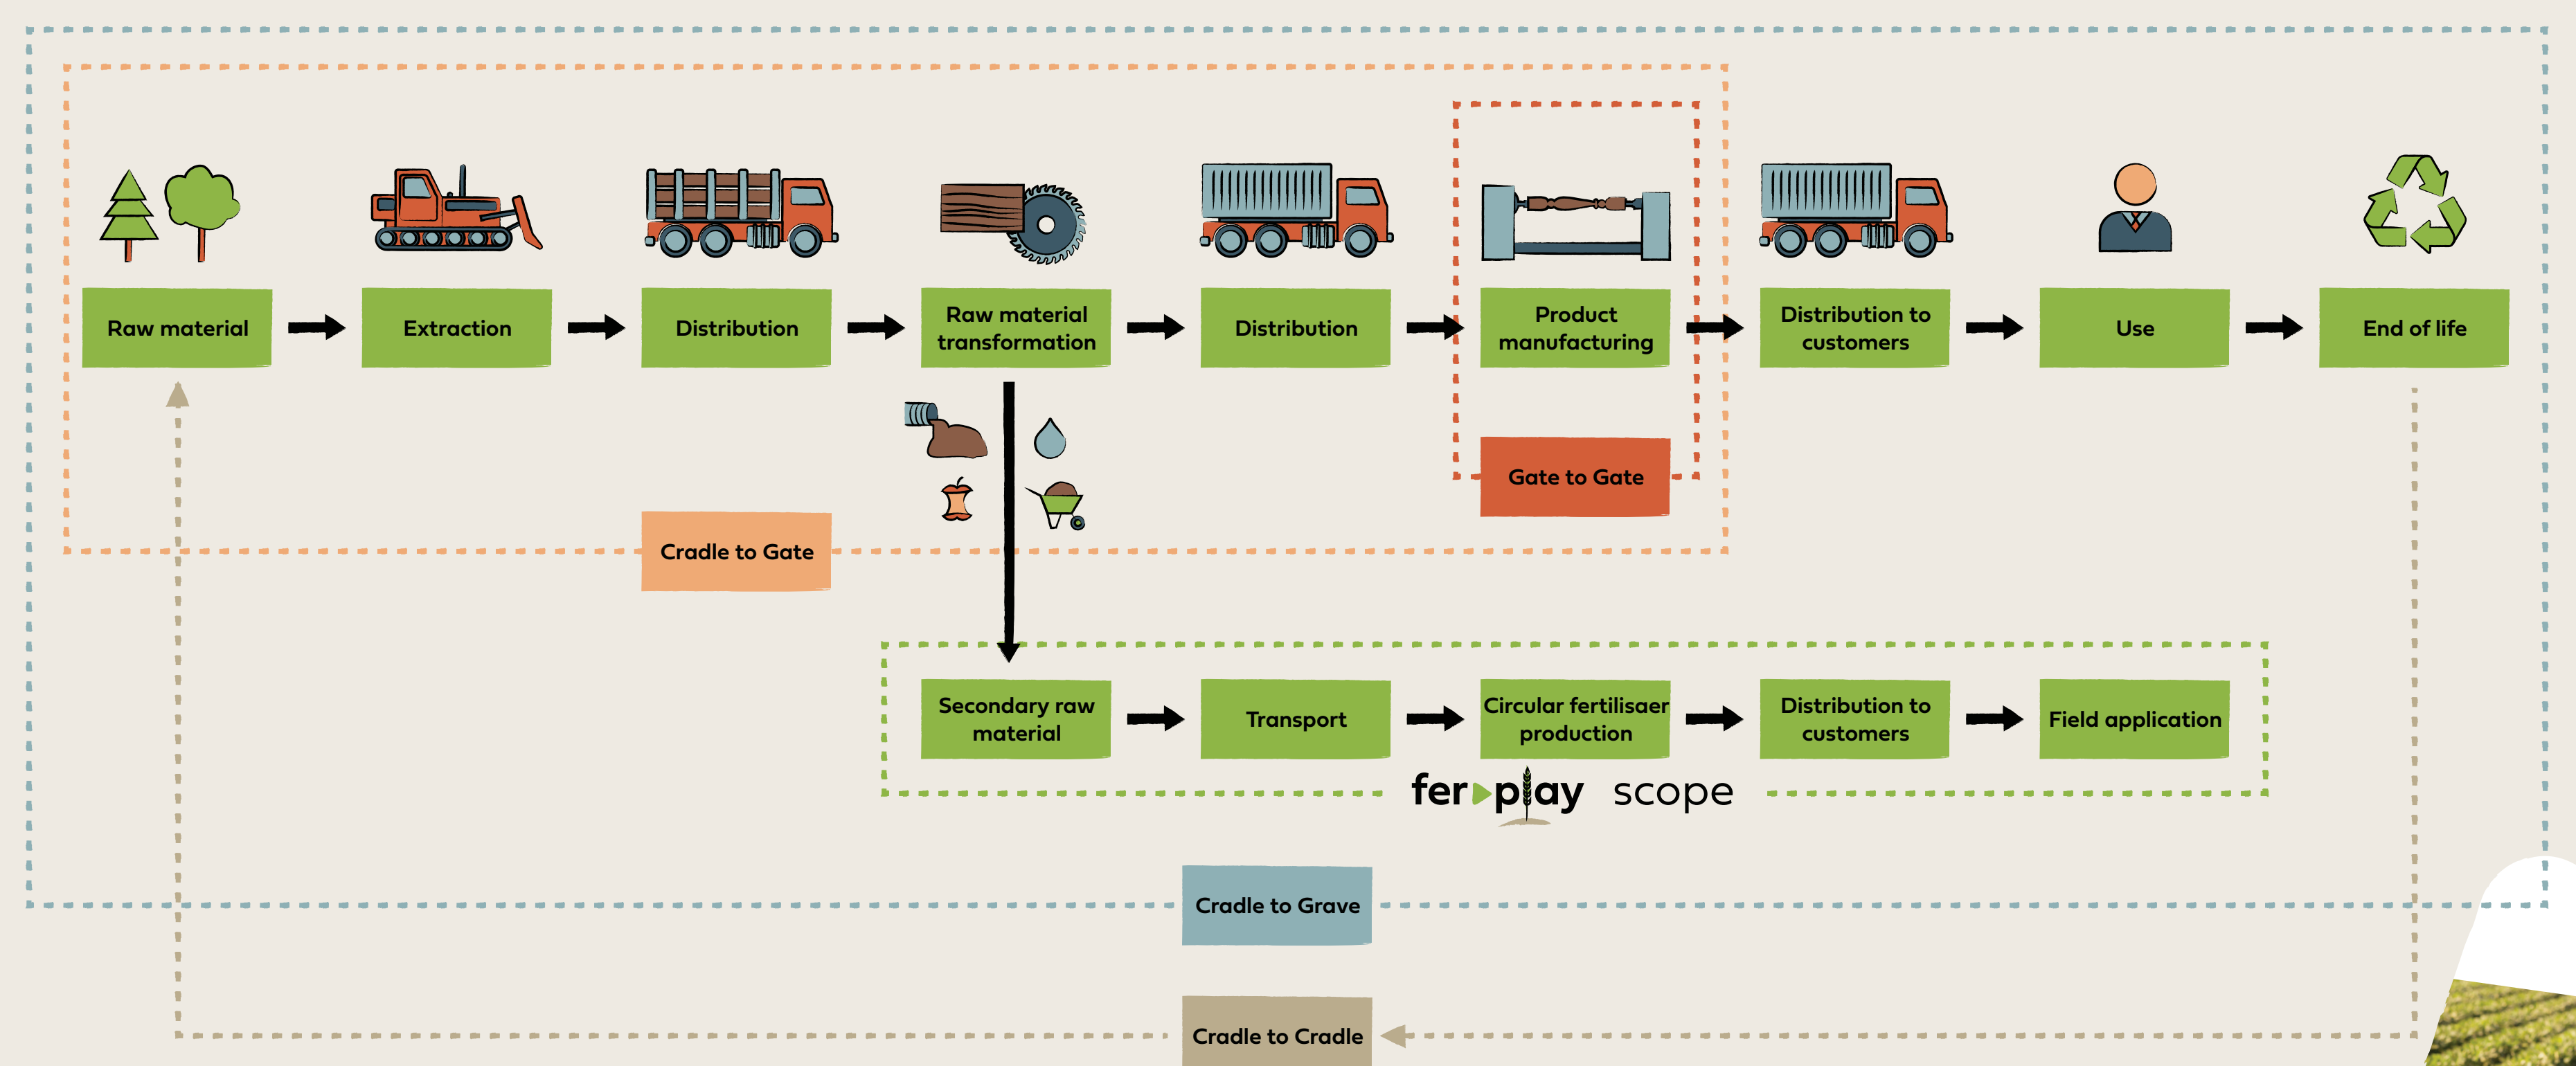 Raw material
Extraction
Distribution
Raw material
transformation
Distribution
Product
manufacturing
Distribution to
customers
Use
End of life
Gate to Gate
Cradle to Gate
Secondary raw
material
Transport
Circular fertilisaer
production
Distribution to
customers
Field application
fer play scope
Cradle to Grave
Cradle to Cradle